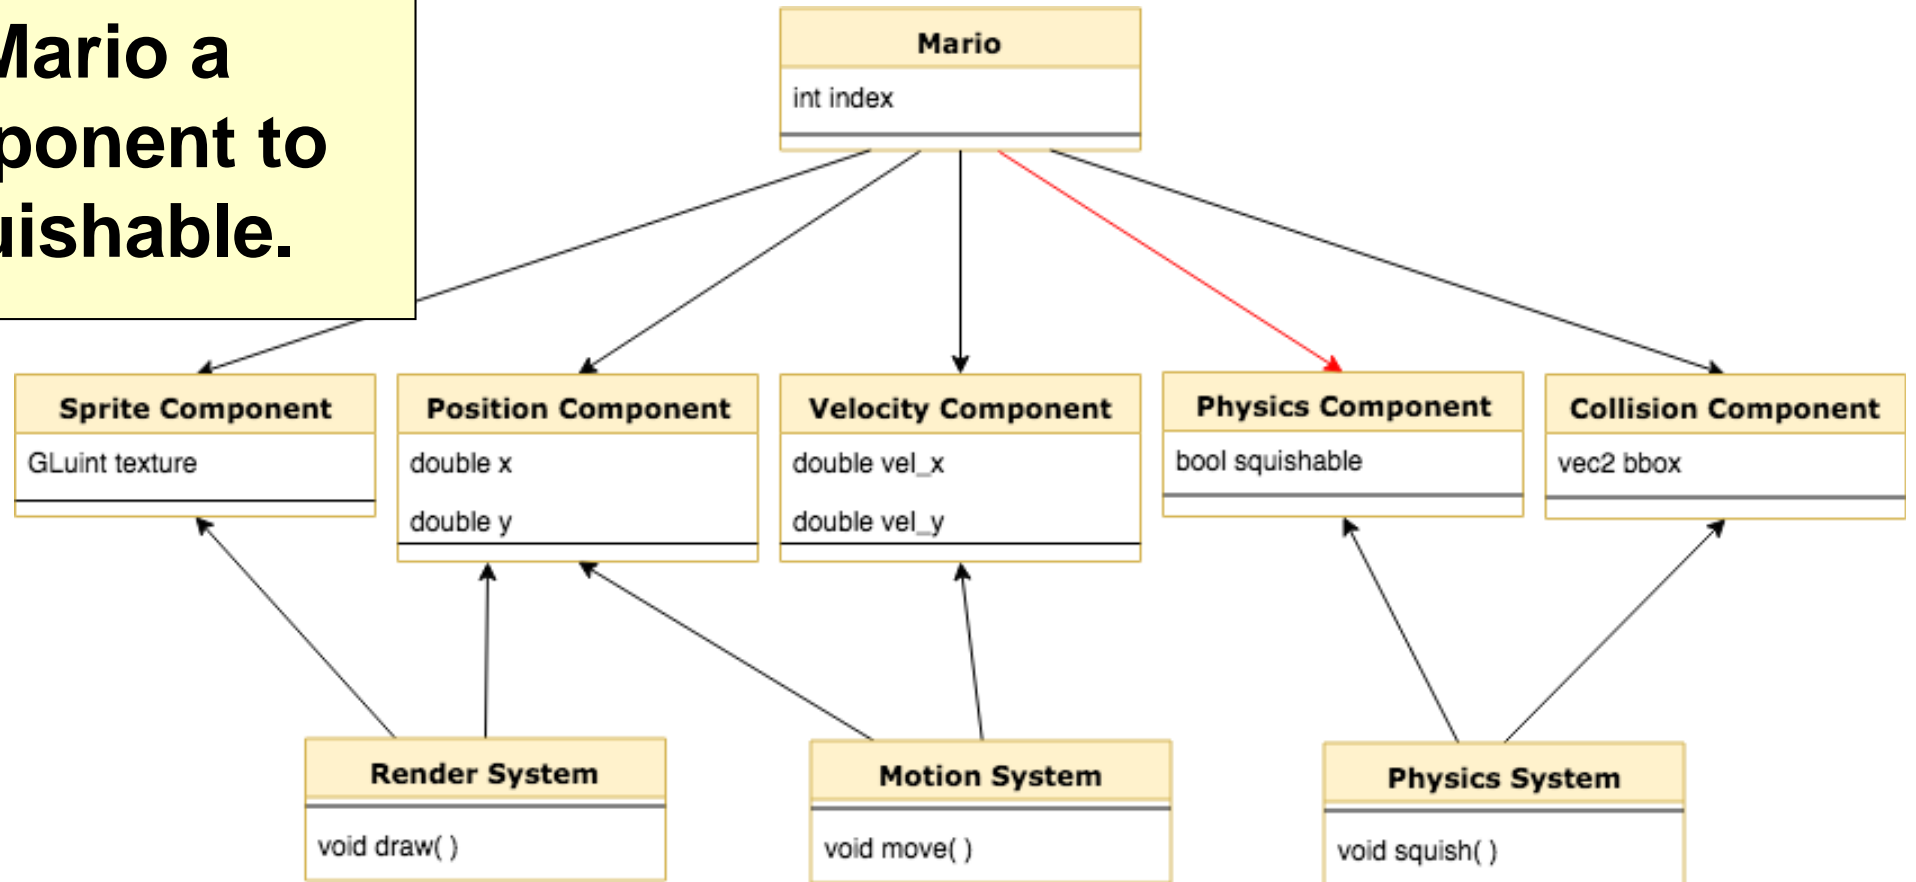 Mario a
ponent to
uishable.
Mario
int index
Sprite Component
GLuint texture
Position Component
double x
double y
Velocity Component
double vel_x
double vel_y
Physics Component
bool squishable
Collision Component
vec2 bbox
Render System
void draw( )
Motion System
void move( )
Physics System
void squish( )